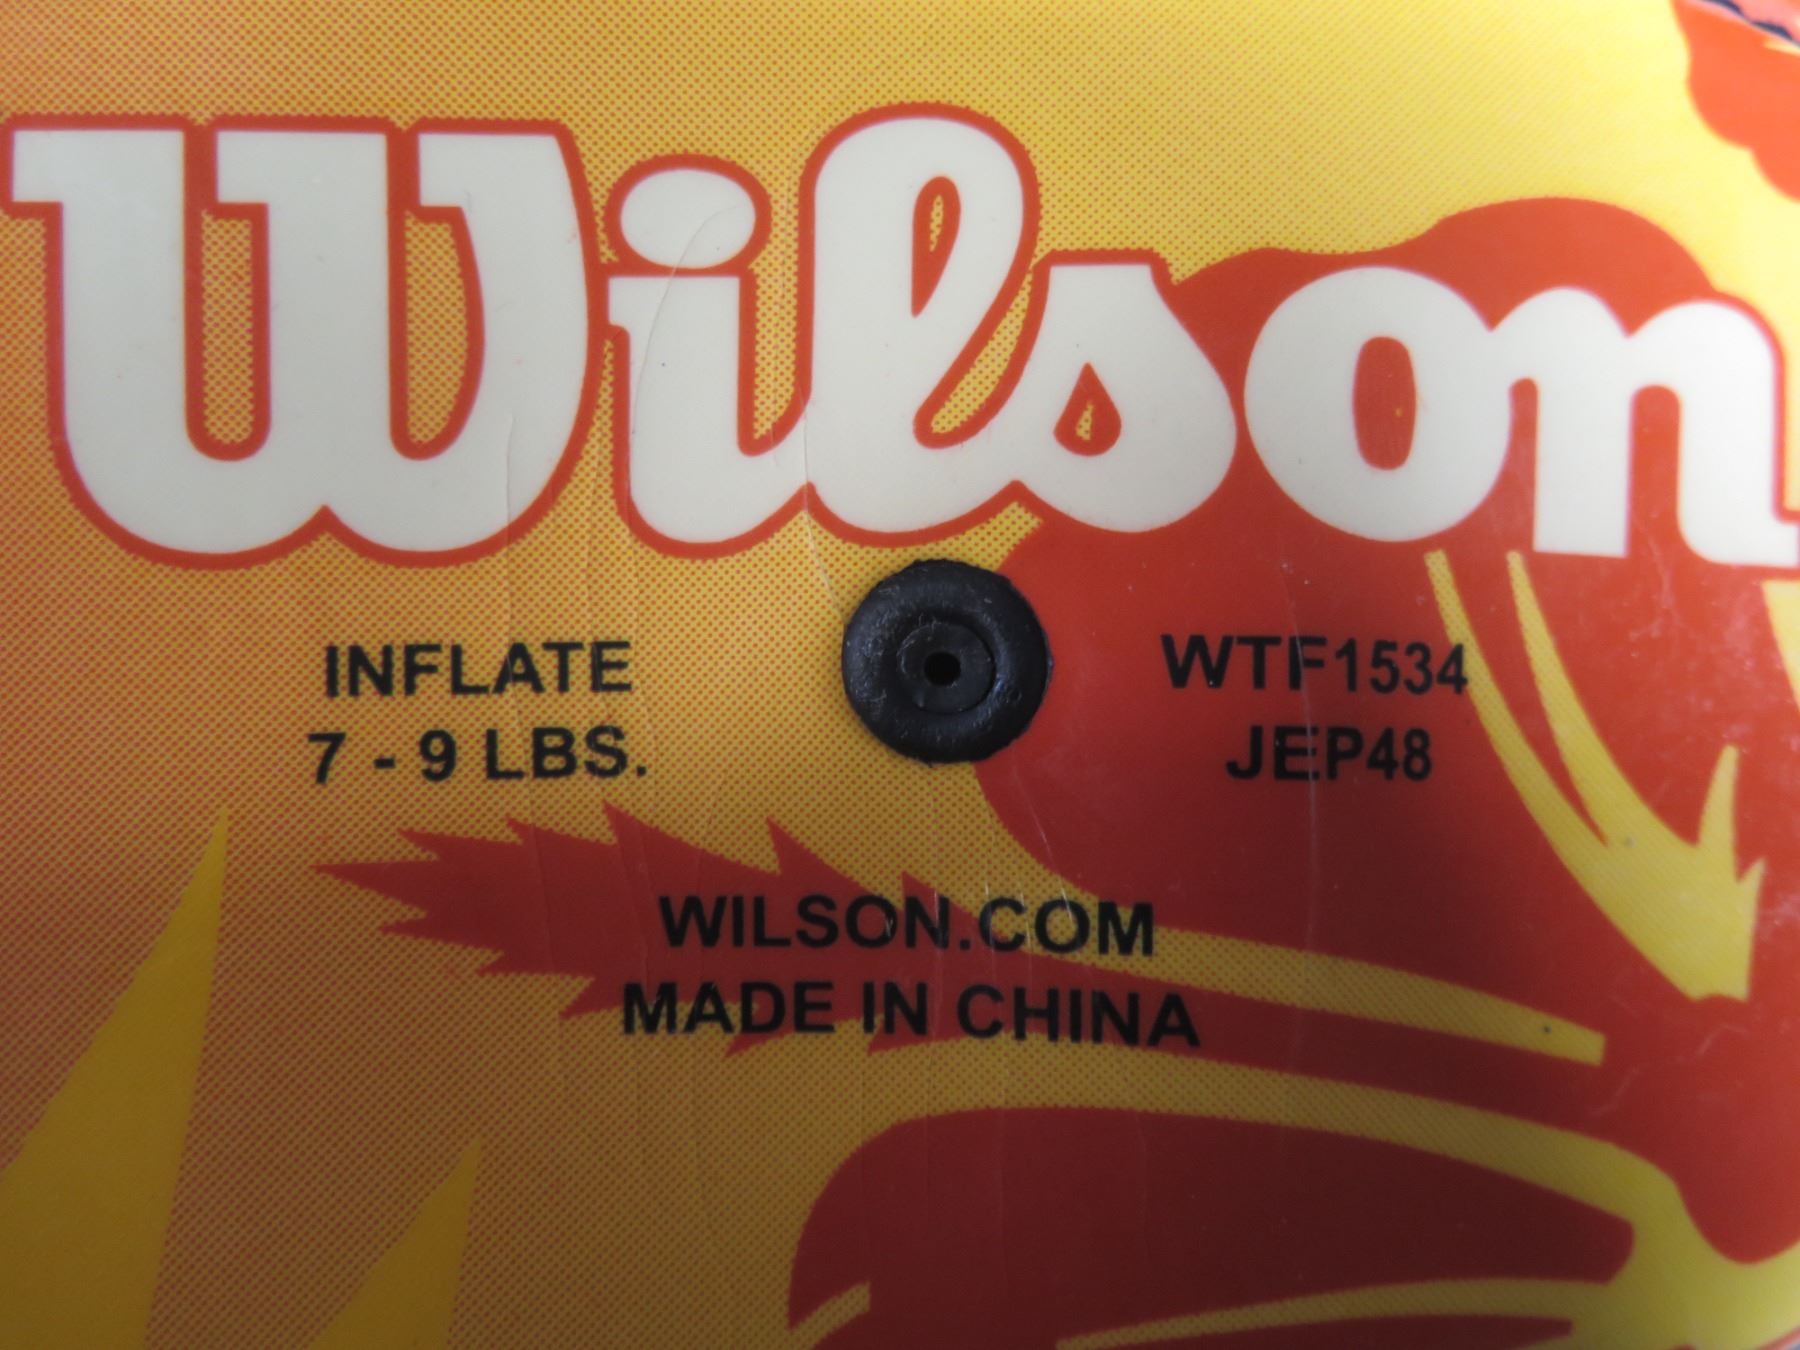 Wilson
INFLATE
7 - 9 LBS.
WTF1534
JEP48
WILSON.COM
MADE IN CHINA